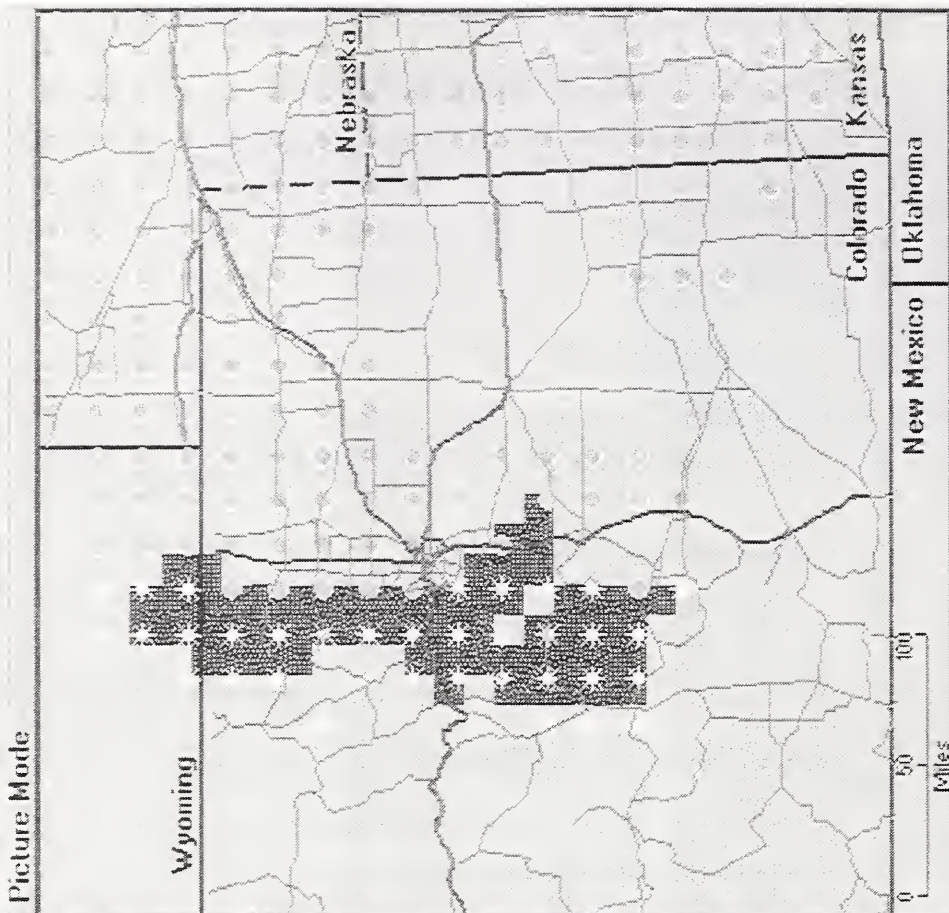 Picture Mode
Wyoming
Nebraska
Colorado
Kansas
New Mexico
Oklahoma
0
50
100
Miles